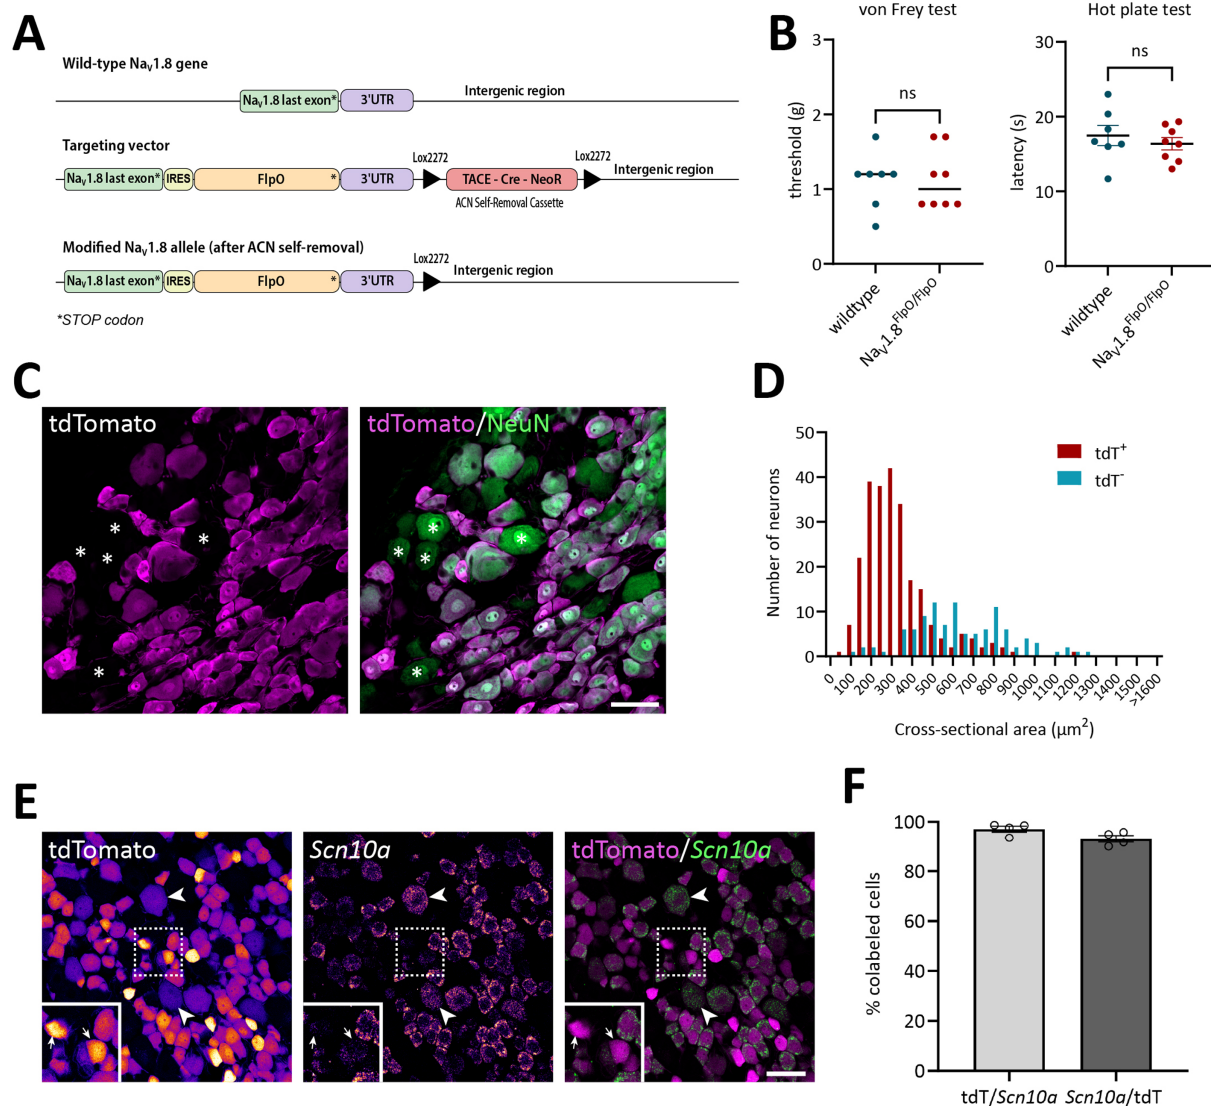 A
Wild-type Naᵥ1.8 gene
Naᵥ1.8 last exon* 3'UTR Intergenic region
Targeting vector
Lox2272 Lox2272
Naᵥ1.8 last exon* IRES FlpO * 3'UTR TACE - Cre - NeoR Intergenic region
ACN Self-Removal Cassette
Modified Naᵥ1.8 allele (after ACN self-removal)
Lox2272
Naᵥ1.8 last exon* IRES FlpO * 3'UTR Intergenic region
*STOP codon
B
von Frey test
threshold (g)
3
2
1
0
ns
wildtype
Naᵥ1.8^FlpO/FlpO
Hot plate test
latency (s)
30
20
10
0
ns
wildtype
Naᵥ1.8^FlpO/FlpO
C
tdTomato
* * * * *
tdTomato/NeuN
* * * * *
D
Number of neurons
50
40
30
20
10
0
tdT⁺
tdT⁻
0 100 200 300 400 500 600 700 800 900 1000 1100 1200 1300 1400 1500 >1600
Cross-sectional area (µm²)
E
tdTomato
Scn10a
tdTomato/Scn10a
F
% colabeled cells
100
80
60
40
20
0
tdT/Scn10a Scn10a/tdT